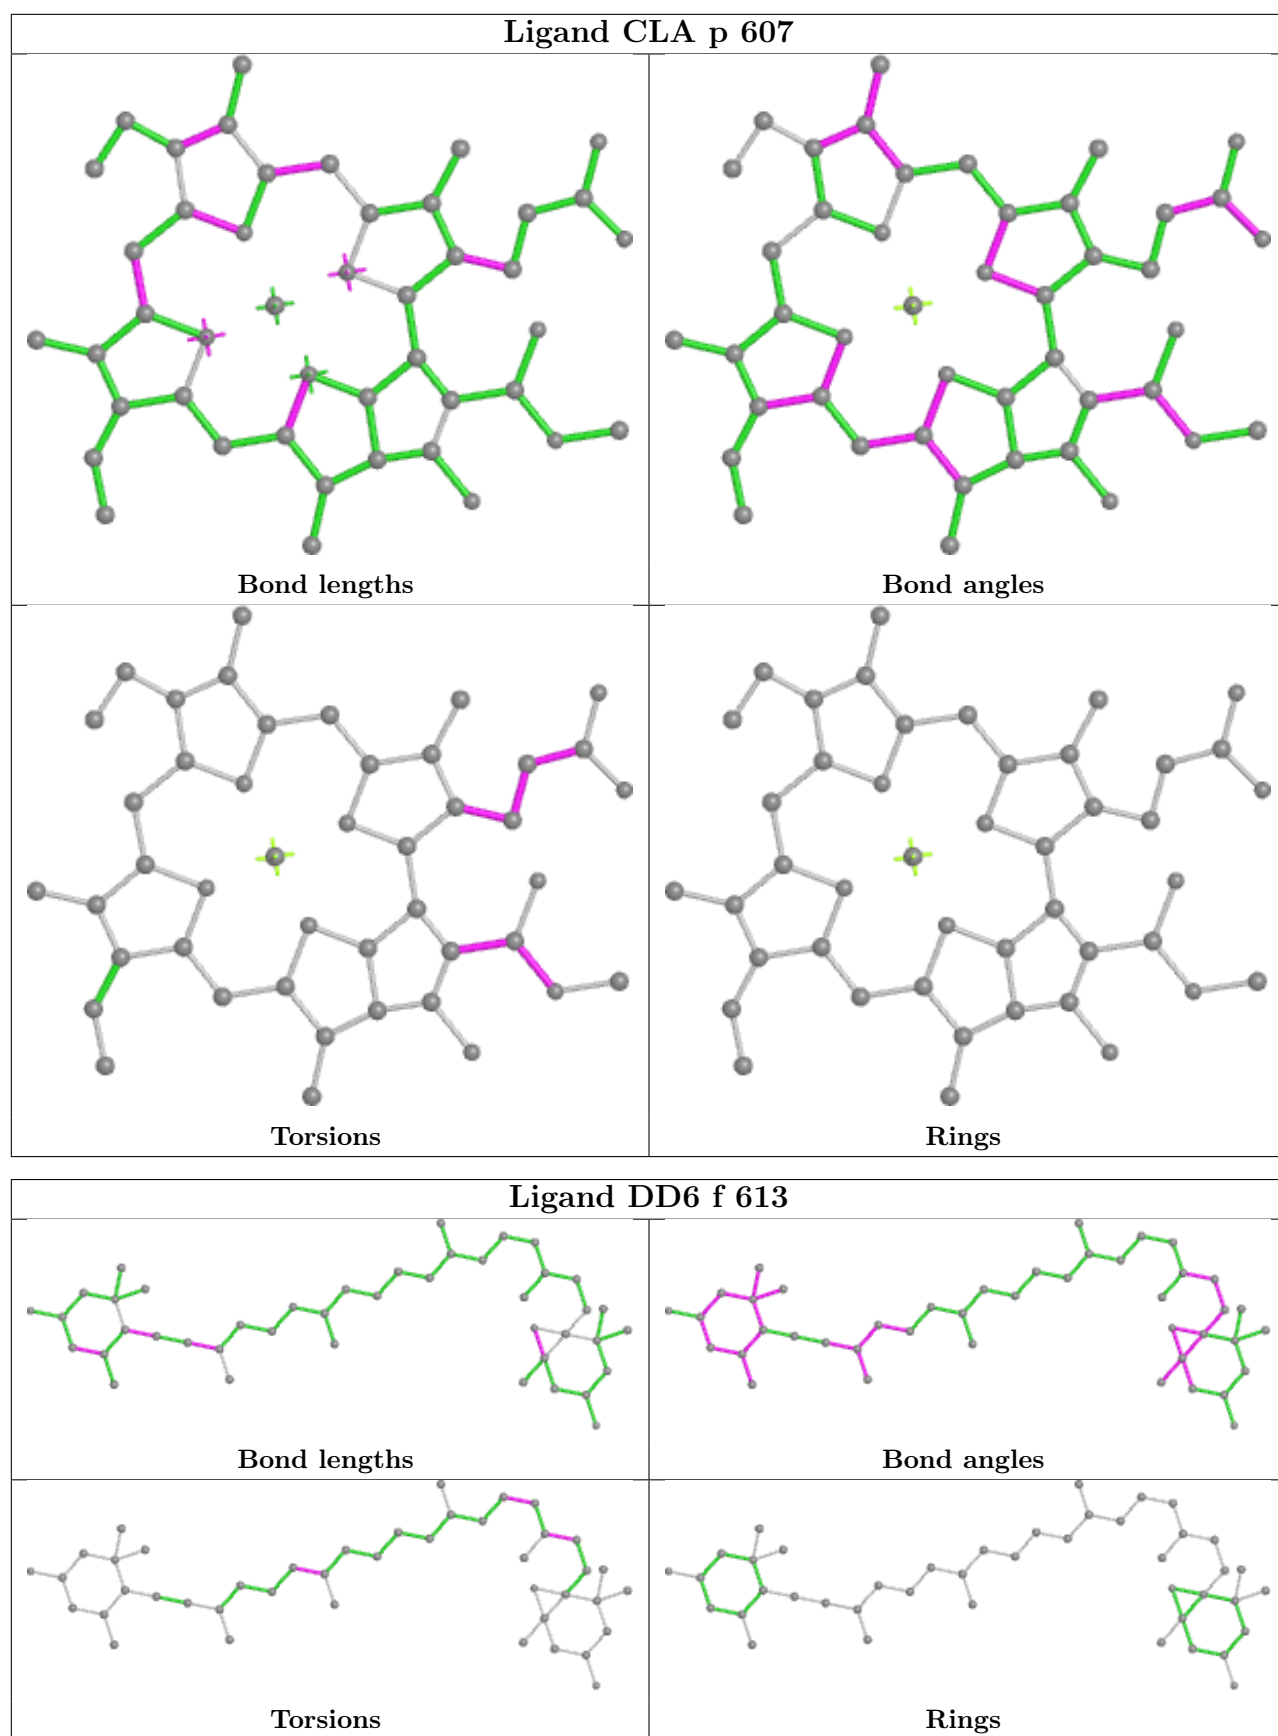 Ligand CLA p 607
Bond lengths
Bond angles
Torsions
Rings
Ligand DD6 f 613
Bond lengths
Bond angles
Torsions
Rings